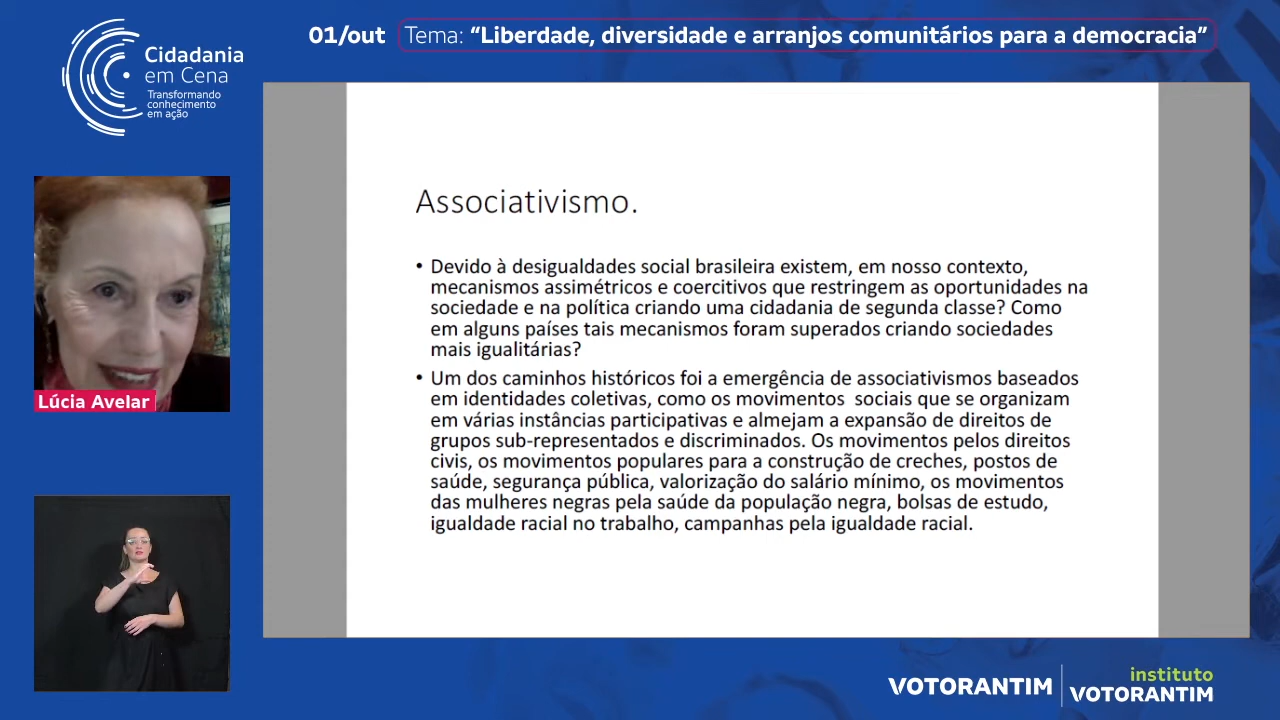 Cidadania
em Cena
Transformando
conhecimento
em ação
01/out Tema: “Liberdade, diversidade e arranjos comunitários para a democracia”
Associativismo.
• Devido à desigualdades social brasileira existem, em nosso contexto,
mecanismos assimétricos e coercitivos que restringem as oportunidades na
sociedade e na política criando uma cidadania de segunda classe? Como
em alguns países tais mecanismos foram superados criando sociedades
mais igualitárias?
• Um dos caminhos históricos foi a emergência de associativismos baseados
em identidades coletivas, como os movimentos  sociais que se organizam
em várias instâncias participativas e almejam a expansão de direitos de
grupos sub-representados e discriminados. Os movimentos pelos direitos
civis, os movimentos populares para a construção de creches, postos de
saúde, segurança pública, valorização do salário mínimo, os movimentos
das mulheres negras pela saúde da população negra, bolsas de estudo,
igualdade racial no trabalho, campanhas pela igualdade racial.
Lúcia Avelar
VOTORANTIM
instituto
VOTORANTIM